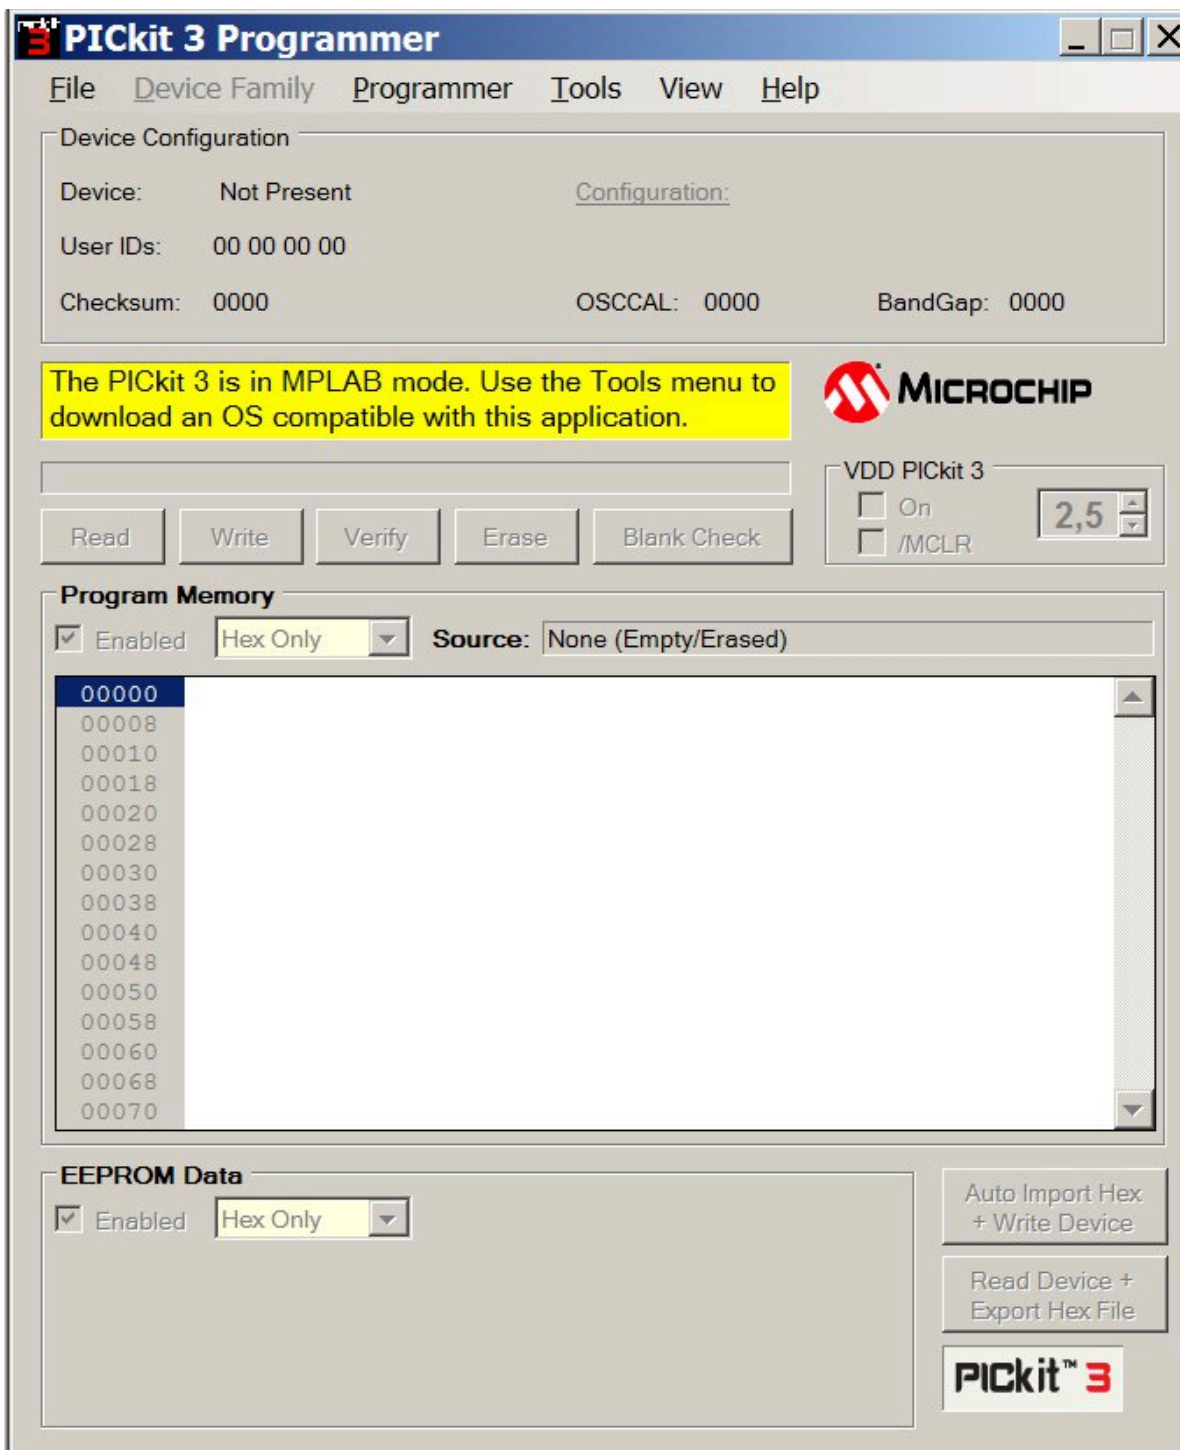 PICkit 3 Programmer
File Device Family Programmer Tools View Help
Device Configuration
Device: Not Present Configuration:
User IDs: 00 00 00 00
Checksum: 0000 OSCCAL: 0000 BandGap: 0000
The PICkit 3 is in MPLAB mode. Use the Tools menu to
download an OS compatible with this application.
MICROCHIP
VDD PICkit 3
On
/MCLR
2,5
Read Write Verify Erase Blank Check
Program Memory
Enabled Hex Only Source: None (Empty/Erased)
00000
00008
00010
00018
00020
00028
00030
00038
00040
00048
00050
00058
00060
00068
00070
EEPROM Data
Enabled Hex Only
Auto Import Hex
+ Write Device
Read Device +
Export Hex File
PICkit™ 3